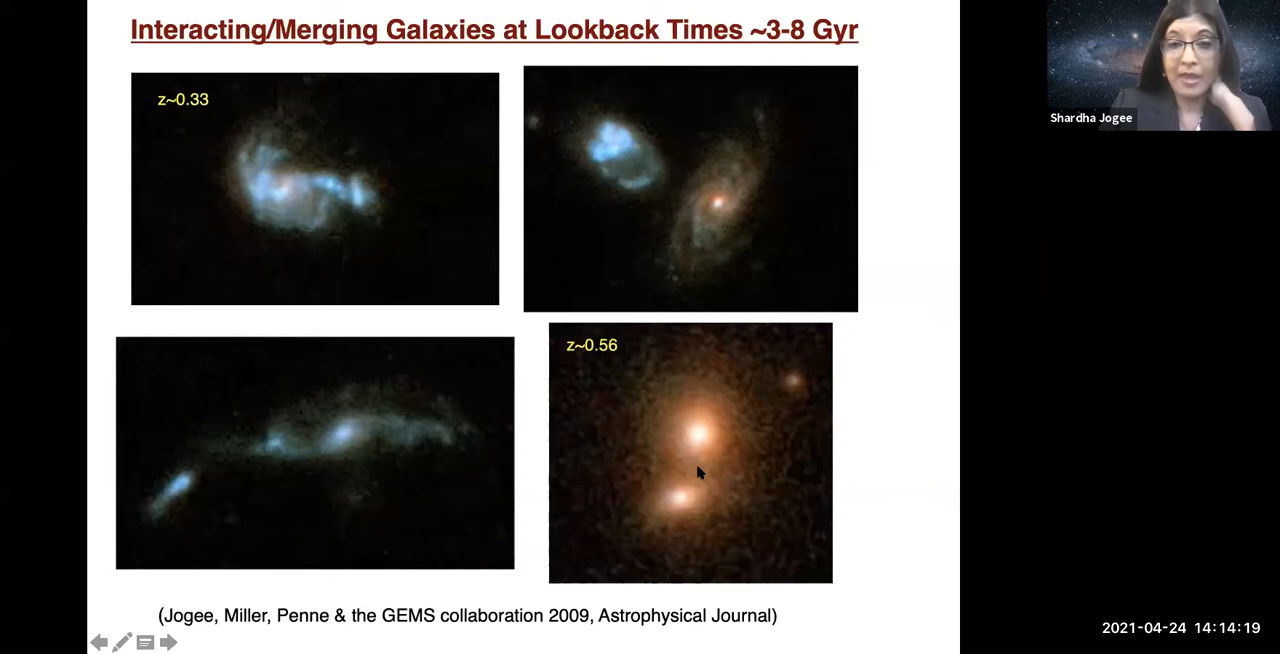 Interacting/Merging Galaxies at Lookback Times ~3-8 Gyr
z~0.33
z~0.56
(Jogee, Miller, Penne & the GEMS collaboration 2009, Astrophysical Journal)
Shardha Jogee
2021-04-24 14:14:19